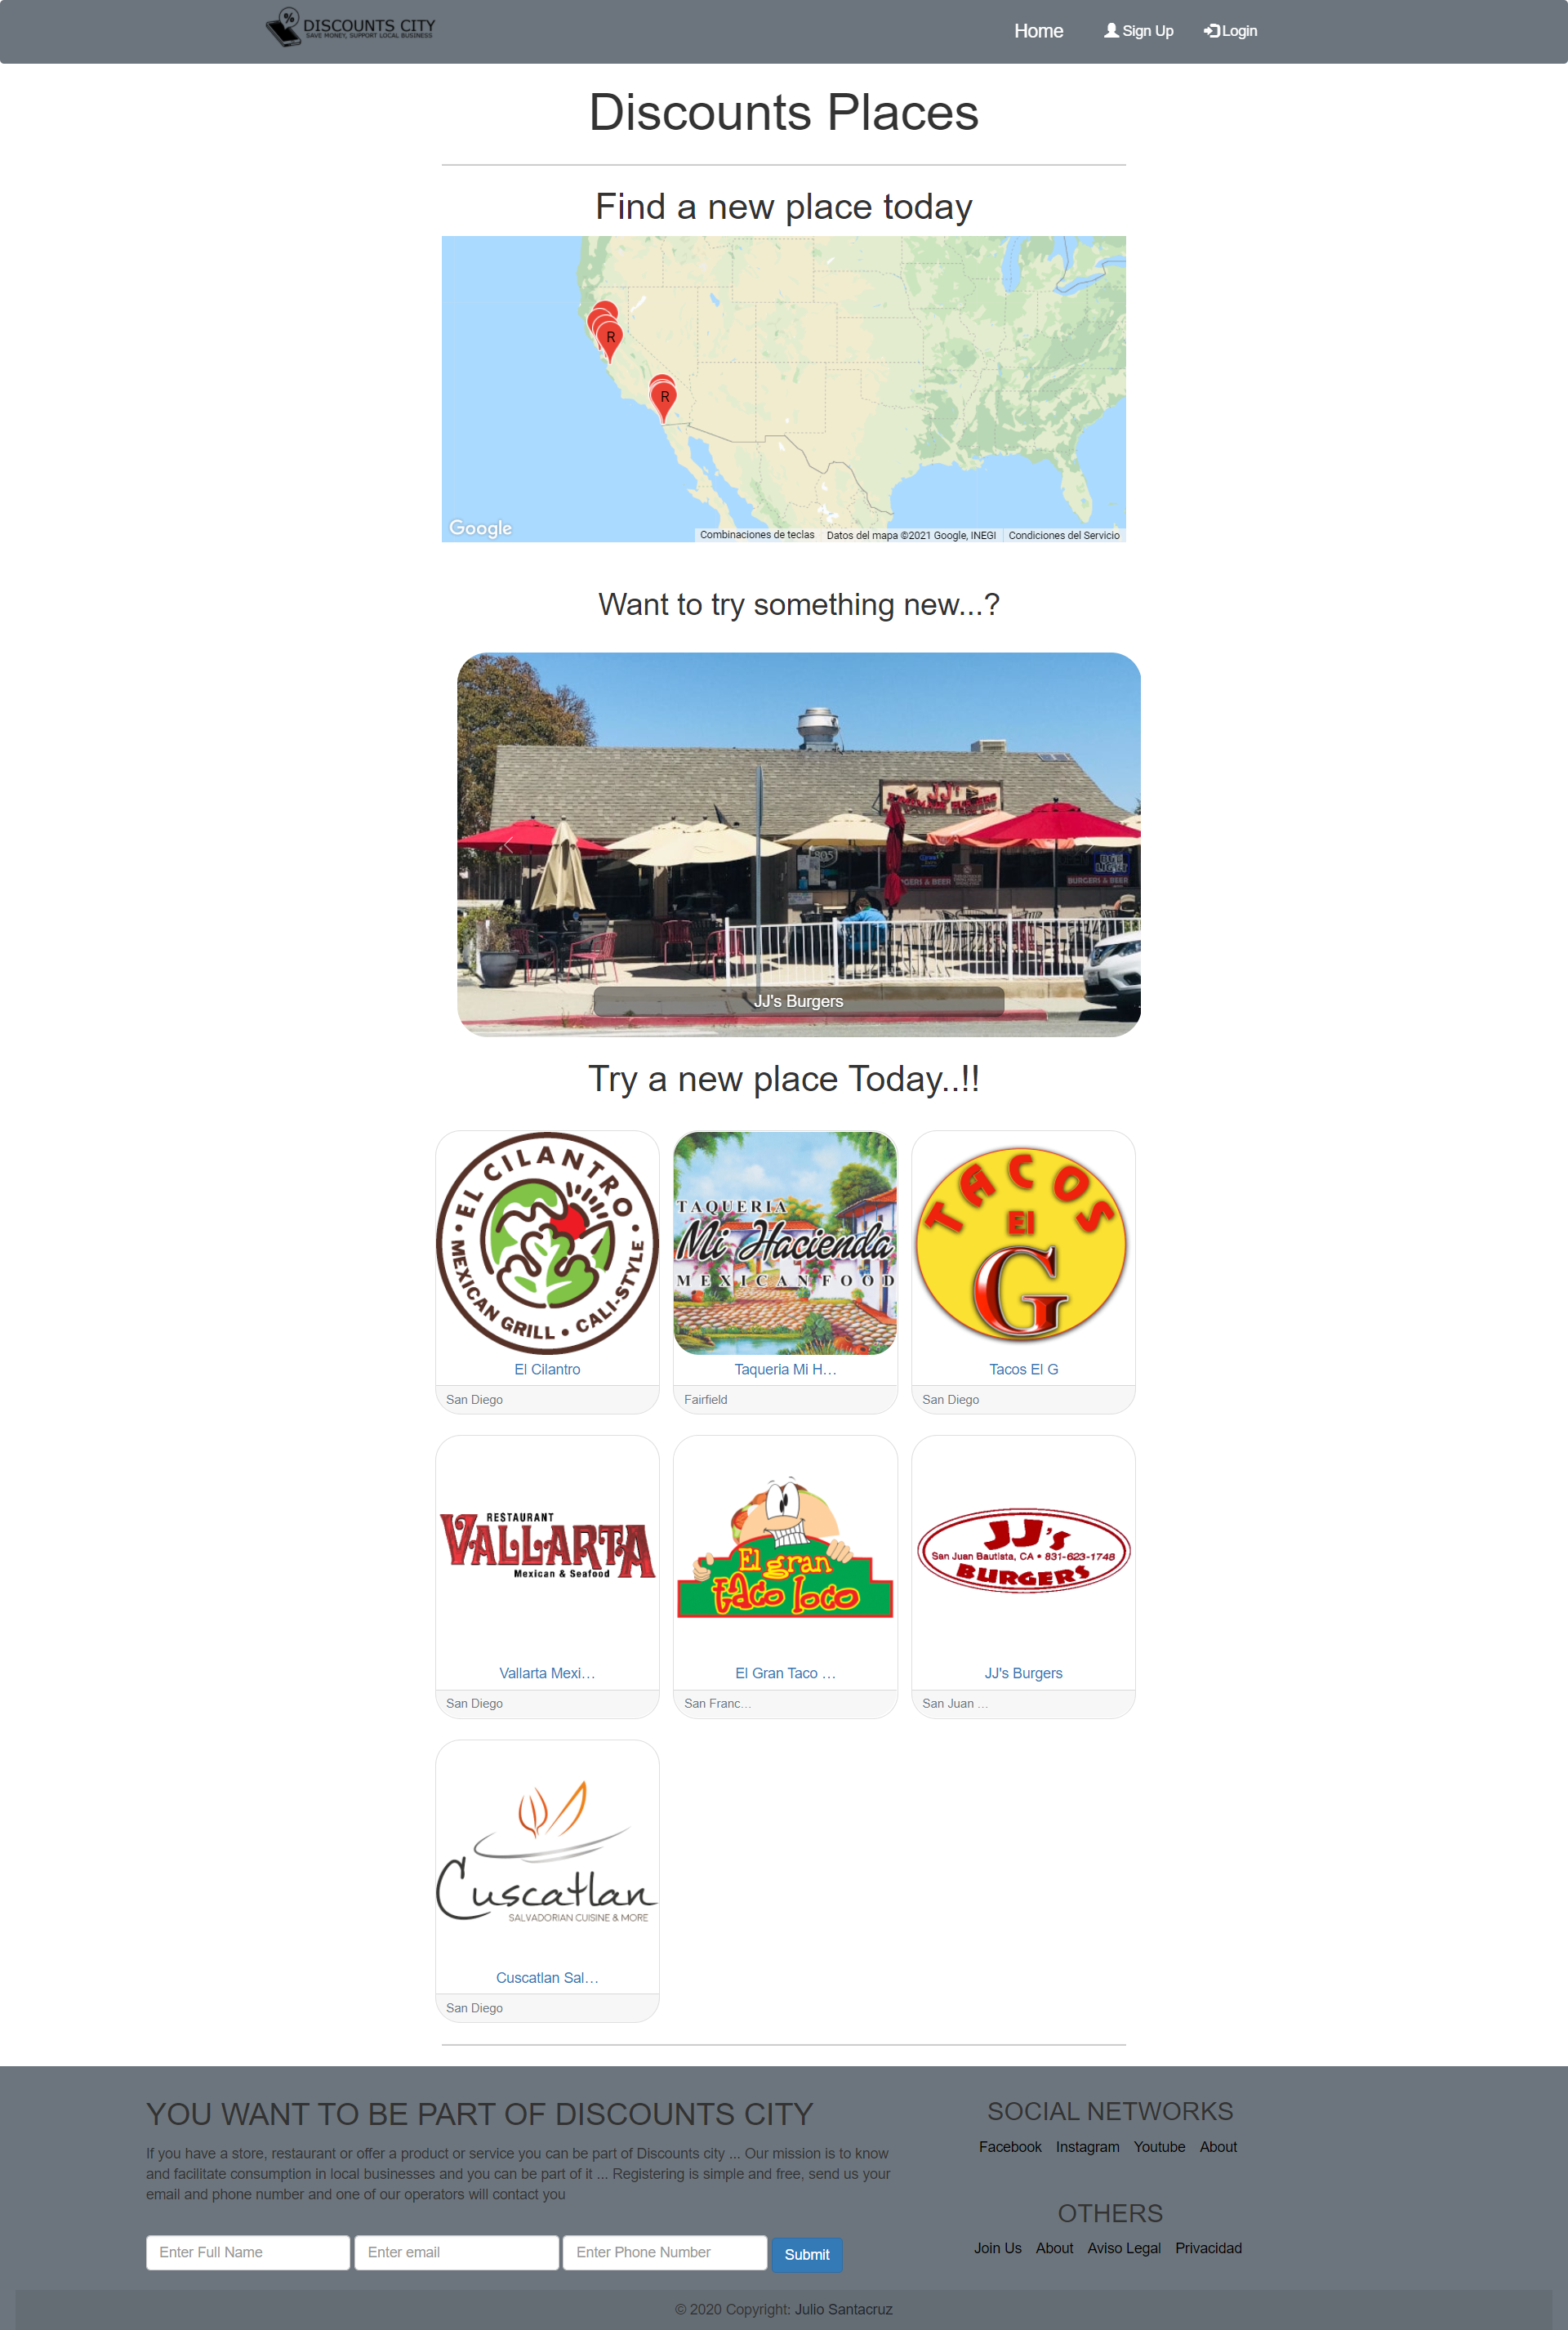 DISCOUNTS CITY
SAVE MONEY, SUPPORT LOCAL BUSINESS
Home
Sign Up
Login
Discounts Places
Find a new place today
R
R
Google
Combinaciones de teclas
Datos del mapa ©2021 Google, INEGI
Condiciones del Servicio
Want to try something new...?
JJ's
BURGERS & BEER
BUD LIGHT
BURGERS & BEER
805
JJ's Burgers
Try a new place Today..!!
EL CILANTRO
MEXICAN GRILL • CALI-STYLE
El Cilantro
San Diego
TAQUERIA
Mi Hacienda
MEXICAN FOOD
Taqueria Mi H...
Fairfield
TACOS
El
G
Tacos El G
San Diego
RESTAURANT
VALLARTA
Mexican & Seafood
Vallarta Mexi...
San Diego
El gran
taco loco
El Gran Taco ...
San Franc...
JJ's
San Juan Bautista, CA • 831-623-1748
BURGERS
JJ's Burgers
San Juan ...
Cuscatlan
SALVADORIAN CUISINE & MORE
Cuscatlan Sal...
San Diego
YOU WANT TO BE PART OF DISCOUNTS CITY
If you have a store, restaurant or offer a product or service you can be part of Discounts city ... Our mission is to know
and facilitate consumption in local businesses and you can be part of it ... Registering is simple and free, send us your
email and phone number and one of our operators will contact you
Enter Full Name
Enter email
Enter Phone Number
Submit
SOCIAL NETWORKS
Facebook Instagram Youtube About
OTHERS
Join Us About Aviso Legal Privacidad
© 2020 Copyright: Julio Santacruz